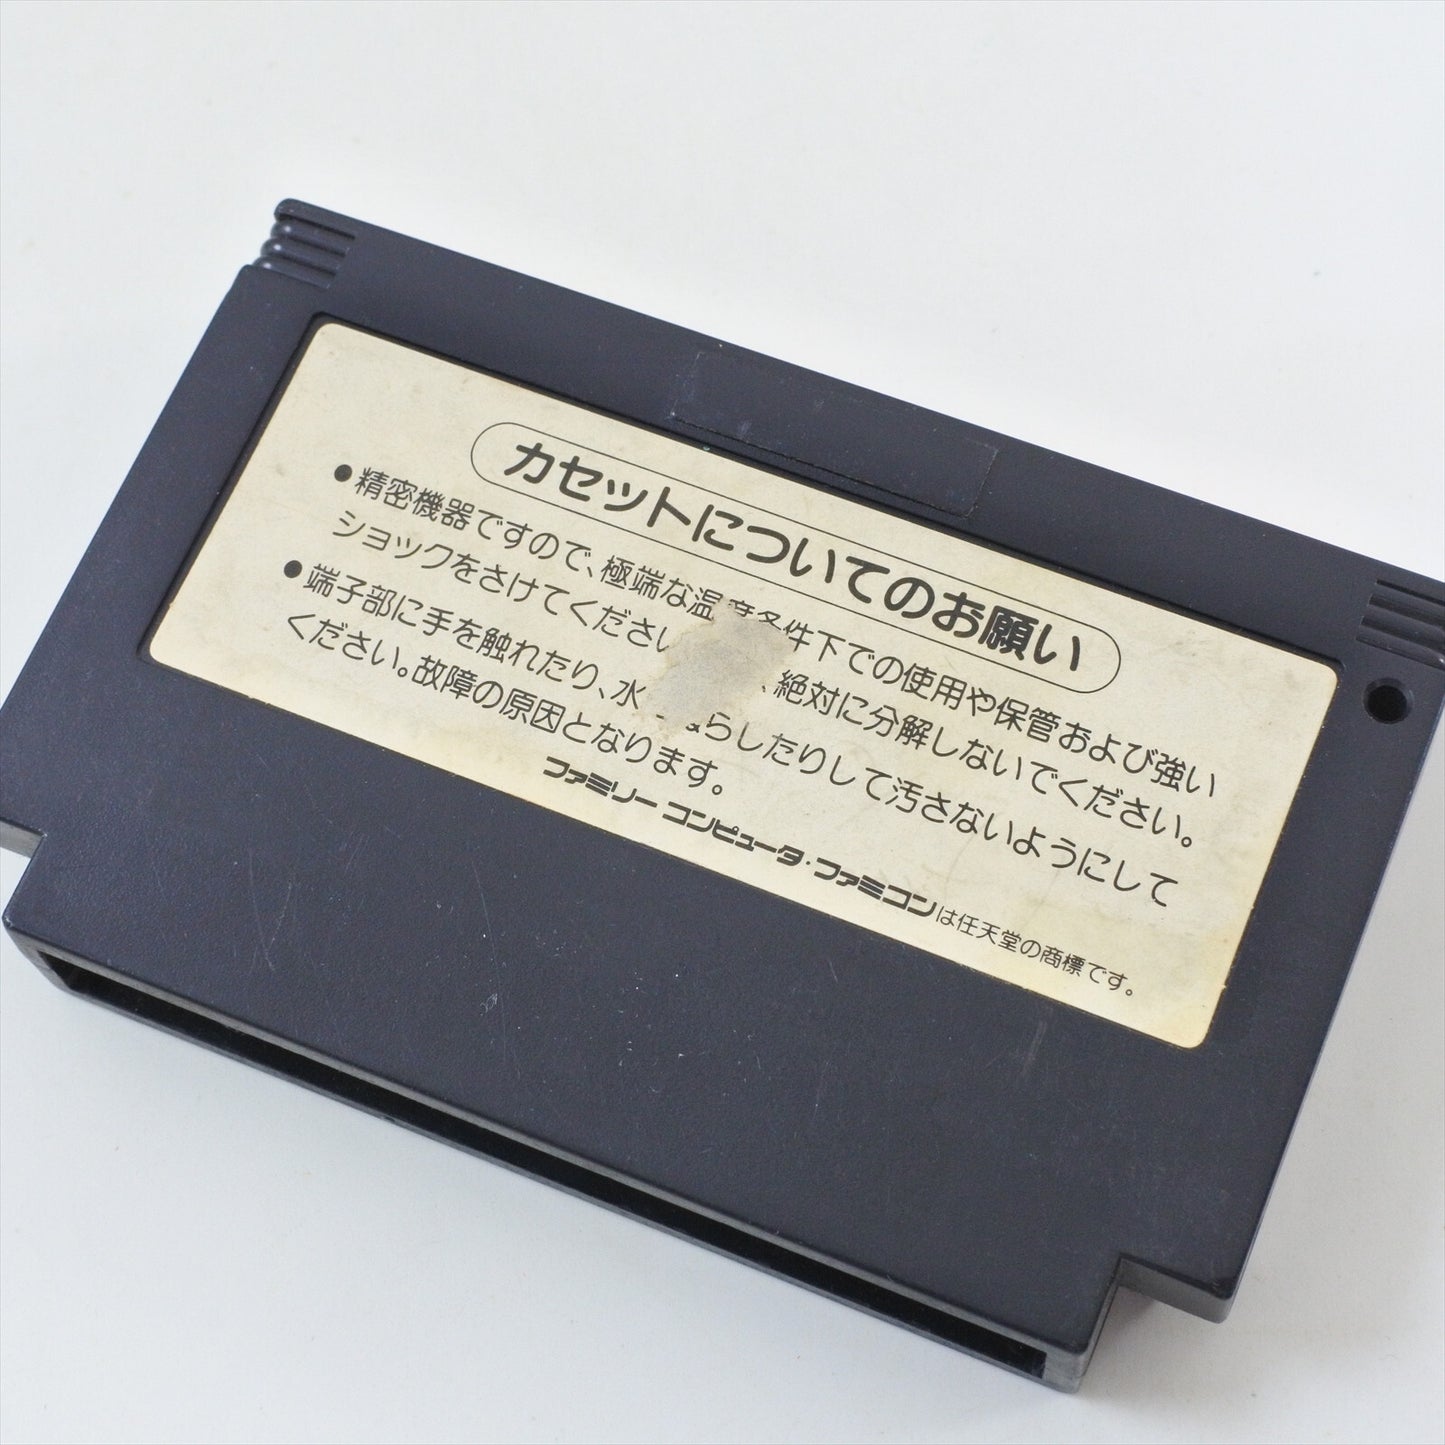 カセットについてのお願い
●精密機器ですので、極端な温度条件下での使用や保管および強い
ショックをさけてください 、絶対に分解しないでください。
●端子部に手を触れたり、水 らしたりして汚さないようにして
ください。故障の原因となります。
ファミリーコンピュータ・ファミコンは任天堂の商標です。